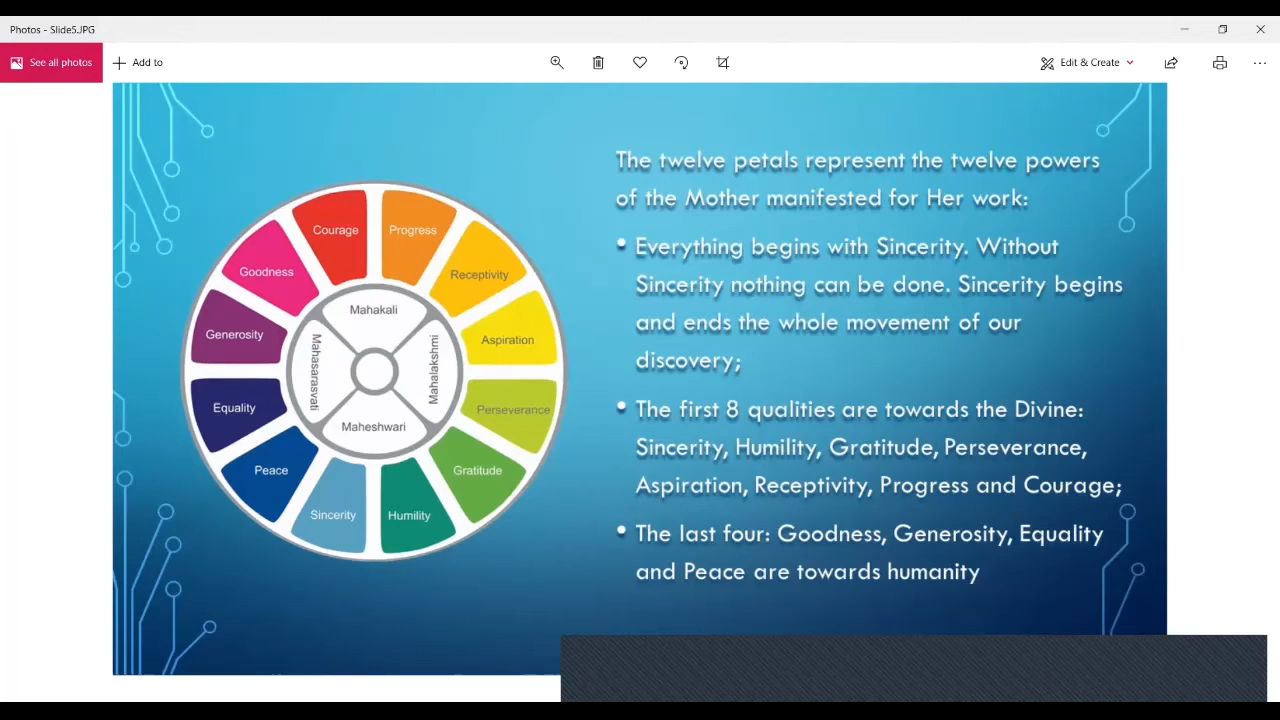 Photos - Slide5.JPG
See all photos
Add to
Edit & Create
The twelve petals represent the twelve powers
of the Mother manifested for Her work:
• Everything begins with Sincerity. Without
Sincerity nothing can be done. Sincerity begins
and ends the whole movement of our
discovery;
• The first 8 qualities are towards the Divine:
Sincerity, Humility, Gratitude, Perseverance,
Aspiration, Receptivity, Progress and Courage;
• The last four: Goodness, Generosity, Equality
and Peace are towards humanity
Courage
Progress
Receptivity
Aspiration
Perseverance
Gratitude
Humility
Sincerity
Peace
Equality
Generosity
Goodness
Mahakali
Mahalakshmi
Maheshwari
Mahasarasvati